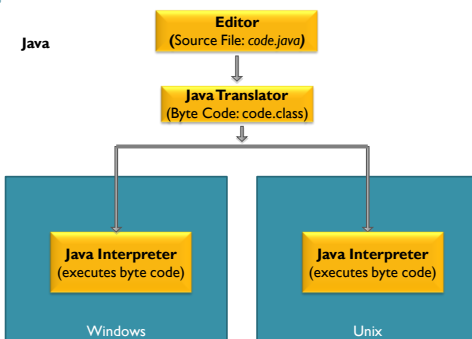 Java
Editor
(Source File: code.java)
Java Translator
(Byte Code: code.class)
Java Interpreter
(executes byte code)
Windows
Java Interpreter
(executes byte code)
Unix